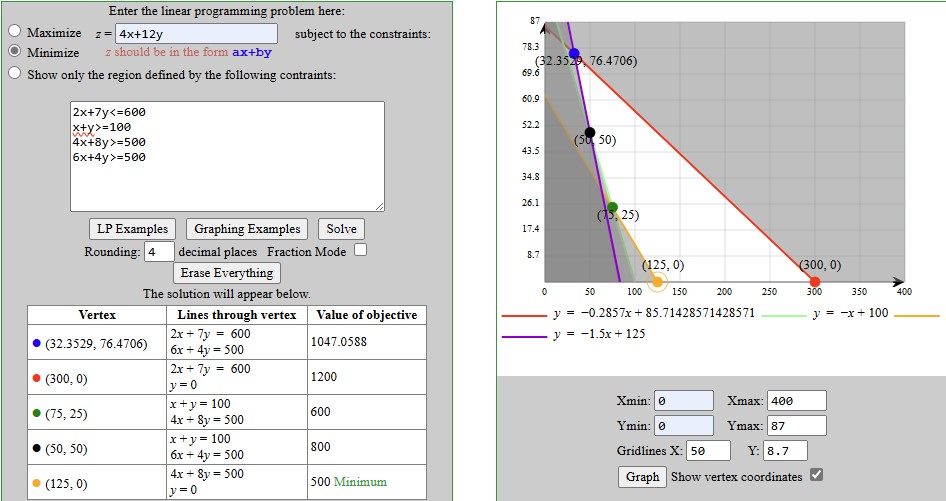 Enter the linear programming problem here:
Maximize z = 4x+12y subject to the constraints:
Minimize z should be in the form ax+by
Show only the region defined by the following contraints:
2x+7y<=600
x+y>=100
4x+8y>=500
6x+4y>=500
LP Examples Graphing Examples Solve
Rounding: 4 decimal places Fraction Mode
Erase Everything
The solution will appear below.
Vertex Lines through vertex Value of objective
(32.3529, 76.4706) 2x + 7y = 600 1047.0588
6x + 4y = 500
(300, 0) 2x + 7y = 600 1200
y = 0
(75, 25) x + y = 100 600
4x + 8y = 500
(50, 50) x + y = 100 800
6x + 4y = 500
(125, 0) 4x + 8y = 500 500 Minimum
y = 0
87
78.3
69.6
60.9
52.2
43.5
34.8
26.1
17.4
8.7
(32.3529, 76.4706)
(50, 50)
(75, 25)
(125, 0)
(300, 0)
0 50 100 150 200 250 300 350 400
y = −0.2857x + 85.71428571428571 y = −x + 100
y = −1.5x + 125
Xmin: 0 Xmax: 400
Ymin: 0 Ymax: 87
Gridlines X: 50 Y: 8.7
Graph Show vertex coordinates